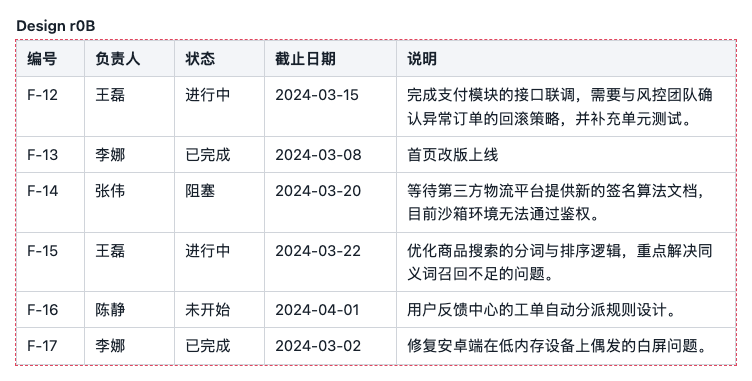 Design r0B
编号 负责人 状态 截止日期 说明
F-12 王磊 进行中 2024-03-15 完成支付模块的接口联调，需要与风控团队确
认异常订单的回滚策略，并补充单元测试。
F-13 李娜 已完成 2024-03-08 首页改版上线
F-14 张伟 阻塞 2024-03-20 等待第三方物流平台提供新的签名算法文档，
目前沙箱环境无法通过鉴权。
F-15 王磊 进行中 2024-03-22 优化商品搜索的分词与排序逻辑，重点解决同
义词召回不足的问题。
F-16 陈静 未开始 2024-04-01 用户反馈中心的工单自动分派规则设计。
F-17 李娜 已完成 2024-03-02 修复安卓端在低内存设备上偶发的白屏问题。